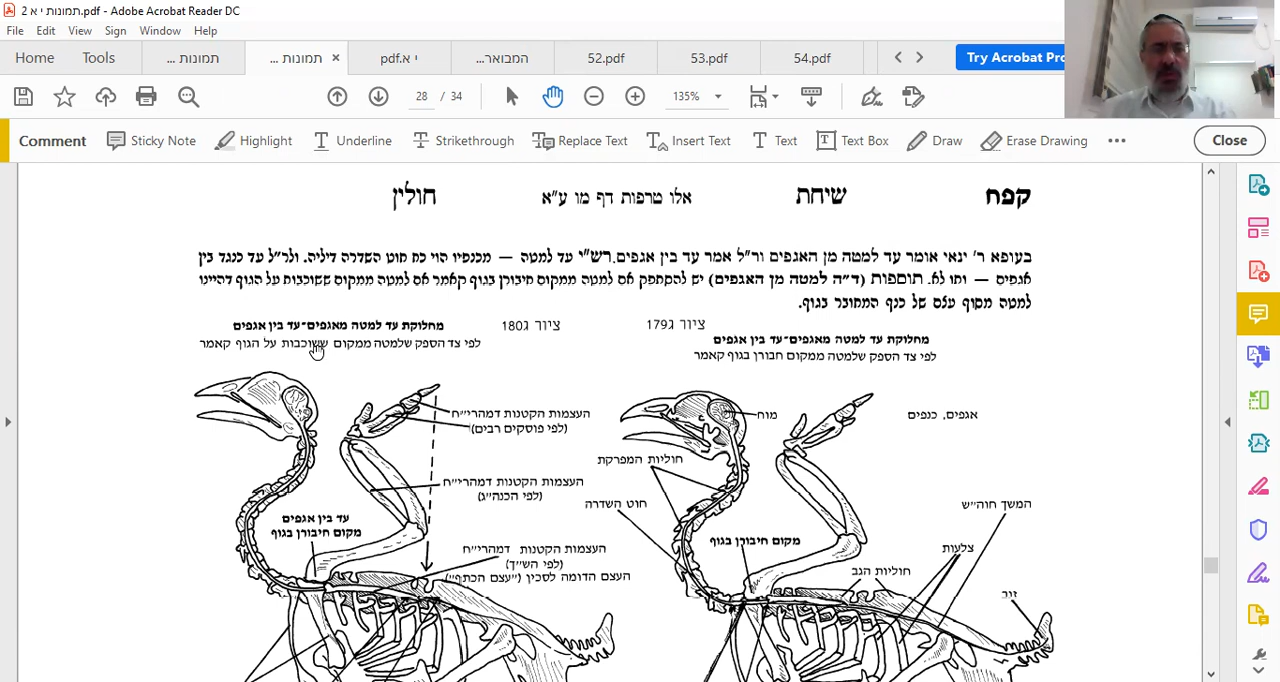 תמונות י א 2.pdf - Adobe Acrobat Reader DC
File Edit View Sign Window Help
Home Tools תמונות ... תמונות ... × י א.pdf המבואר... 52.pdf 53.pdf 54.pdf Try Acrobat Pro
28 / 34 135%
Comment Sticky Note Highlight Underline Strikethrough Replace Text Insert Text Text Text Box Draw Erase Drawing Close
קפח שיחת אלו טרפות דף מו ע"א חולין
בעופא ר' ינאי אומר עד למטה מן האגפים ור"ל אמר עד בין אגפים. רש"י עד למטה — מכנפיו הוי כח חוט השדרה דיליה. ולר"ל עד כנגד בין
אגפים — ותו לא. תוספות (ד"ה למטה מן האגפים) יש להסתפק אם למטה ממקום חיבורן בגוף קאמר אם למטה ממקום ששוכבות על הגוף דהיינו
למטה מסוף עצם של כנף המחובר בגוף.
ציור ג179
מחלוקת עד למטה מאגפים־עד בין אגפים
לפי צד הספק שלמטה ממקום חבורן בגוף קאמר
אגפים, כנפים
מוח
חוליות המפרקת
חוט השדרה
המשך חוה"ש
מקום חיבורן בגוף
צלעות
חוליות הגב
זנב
ציור ג180
מחלוקת עד למטה מאגפים־עד בין אגפים
לפי צד הספק שלמטה ממקום ששוכבות על הגוף קאמר
העצמות הקטנות דמהרי"ח
(לפי פוסקים רבים)
העצמות הקטנות דמהרי"ח
(לפי הכנה"ג)
עד בין אגפים
מקום חיבורן בגוף
העצמות הקטנות דמהרי"ח
(לפי הש"ך)
העצם הדומה לסכין ("עצם הכתף")